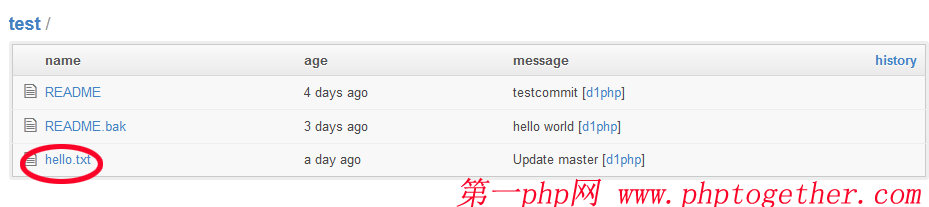 test /
name age message history
README 4 days ago testcommit [d1php]
README.bak 3 days ago hello world [d1php]
hello.txt a day ago Update master [d1php]
第一php网 www.phptogether.com